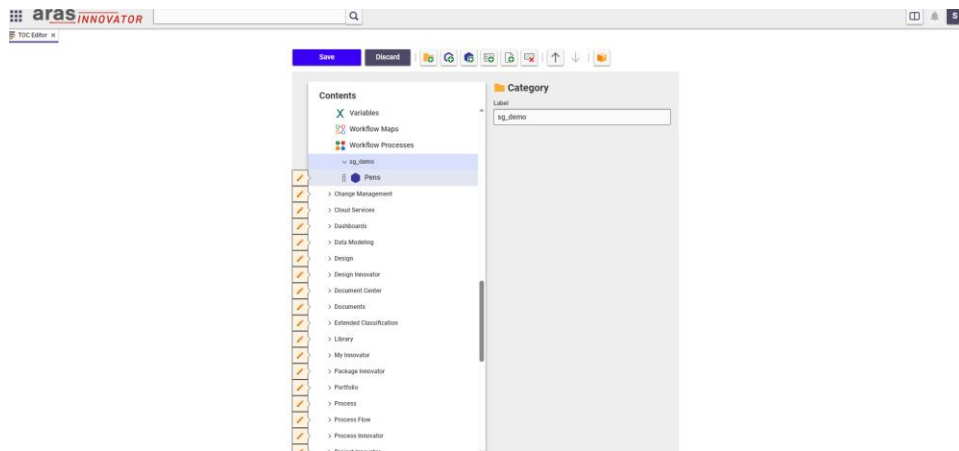 aras INNOVATOR
S
TOC Editor ×
Save
Discard
Contents
Variables
Workflow Maps
Workflow Processes
sg_demo
Pens
Change Management
Cloud Services
Dashboards
Data Modeling
Design
Design Innovator
Document Center
Documents
Extended Classification
Library
My Innovator
Package Innovator
Portfolio
Process
Process Flow
Process Innovator
Project Innovator
Category
Label
sg_demo